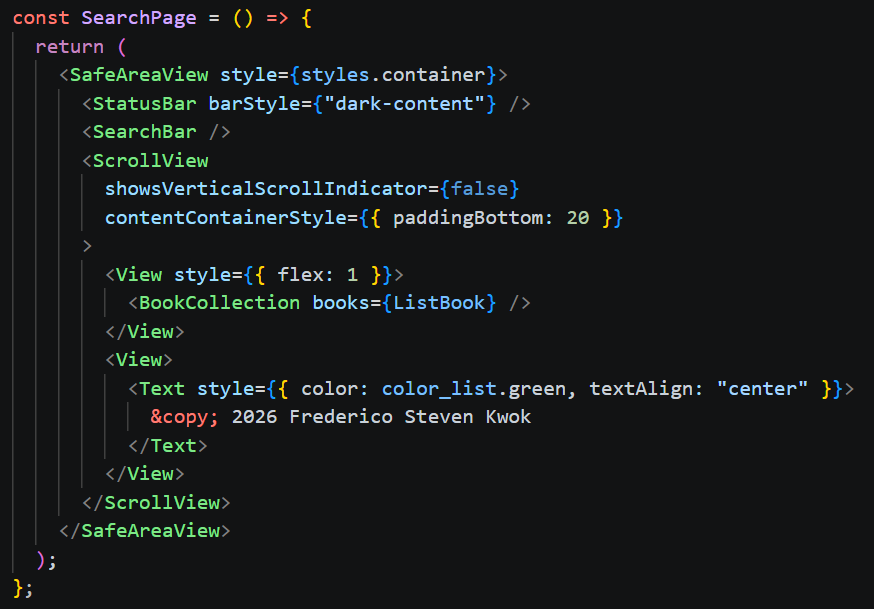 const SearchPage = () => {
  return (
    <SafeAreaView style={styles.container}>
      <StatusBar barStyle={"dark-content"} />
      <SearchBar />
      <ScrollView
        showsVerticalScrollIndicator={false}
        contentContainerStyle={{ paddingBottom: 20 }}
      >
        <View style={{ flex: 1 }}>
          <BookCollection books={ListBook} />
        </View>
        <View>
          <Text style={{ color: color_list.green, textAlign: "center" }}>
            &copy; 2026 Frederico Steven Kwok
          </Text>
        </View>
      </ScrollView>
    </SafeAreaView>
  );
};